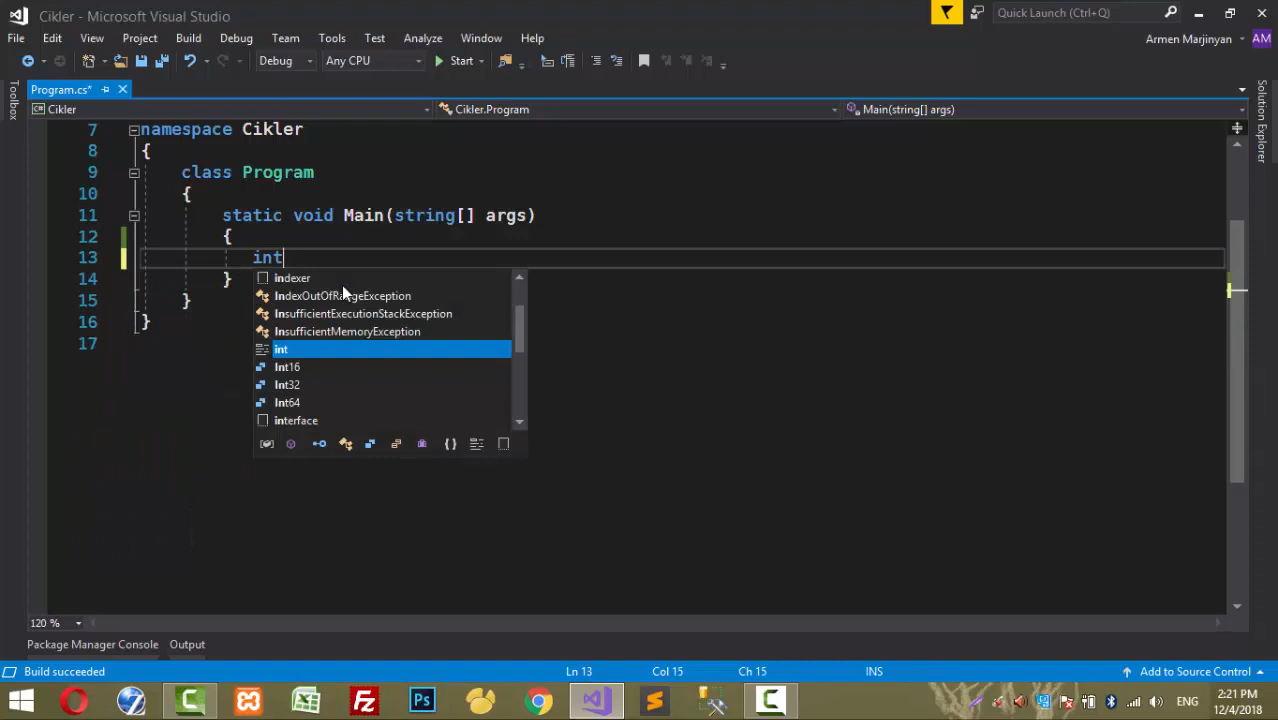 Cikler - Microsoft Visual Studio
Quick Launch (Ctrl+Q)
File Edit View Project Build Debug Team Tools Test Analyze Window Help
Armen Marjinyan AM
Debug Any CPU Start
Program.cs*
Cikler Cikler.Program Main(string[] args)
Toolbox
Solution Explorer
7 namespace Cikler
8 {
9 class Program
10 {
11 static void Main(string[] args)
12 {
13 int
14 }
15 }
16 }
17
indexer
IndexOutOfRangeException
InsufficientExecutionStackException
InsufficientMemoryException
int
Int16
Int32
Int64
interface
120 %
Package Manager Console Output
Build succeeded Ln 13 Col 15 Ch 15 INS Add to Source Control
Ps
ENG
2:21 PM
12/4/2018